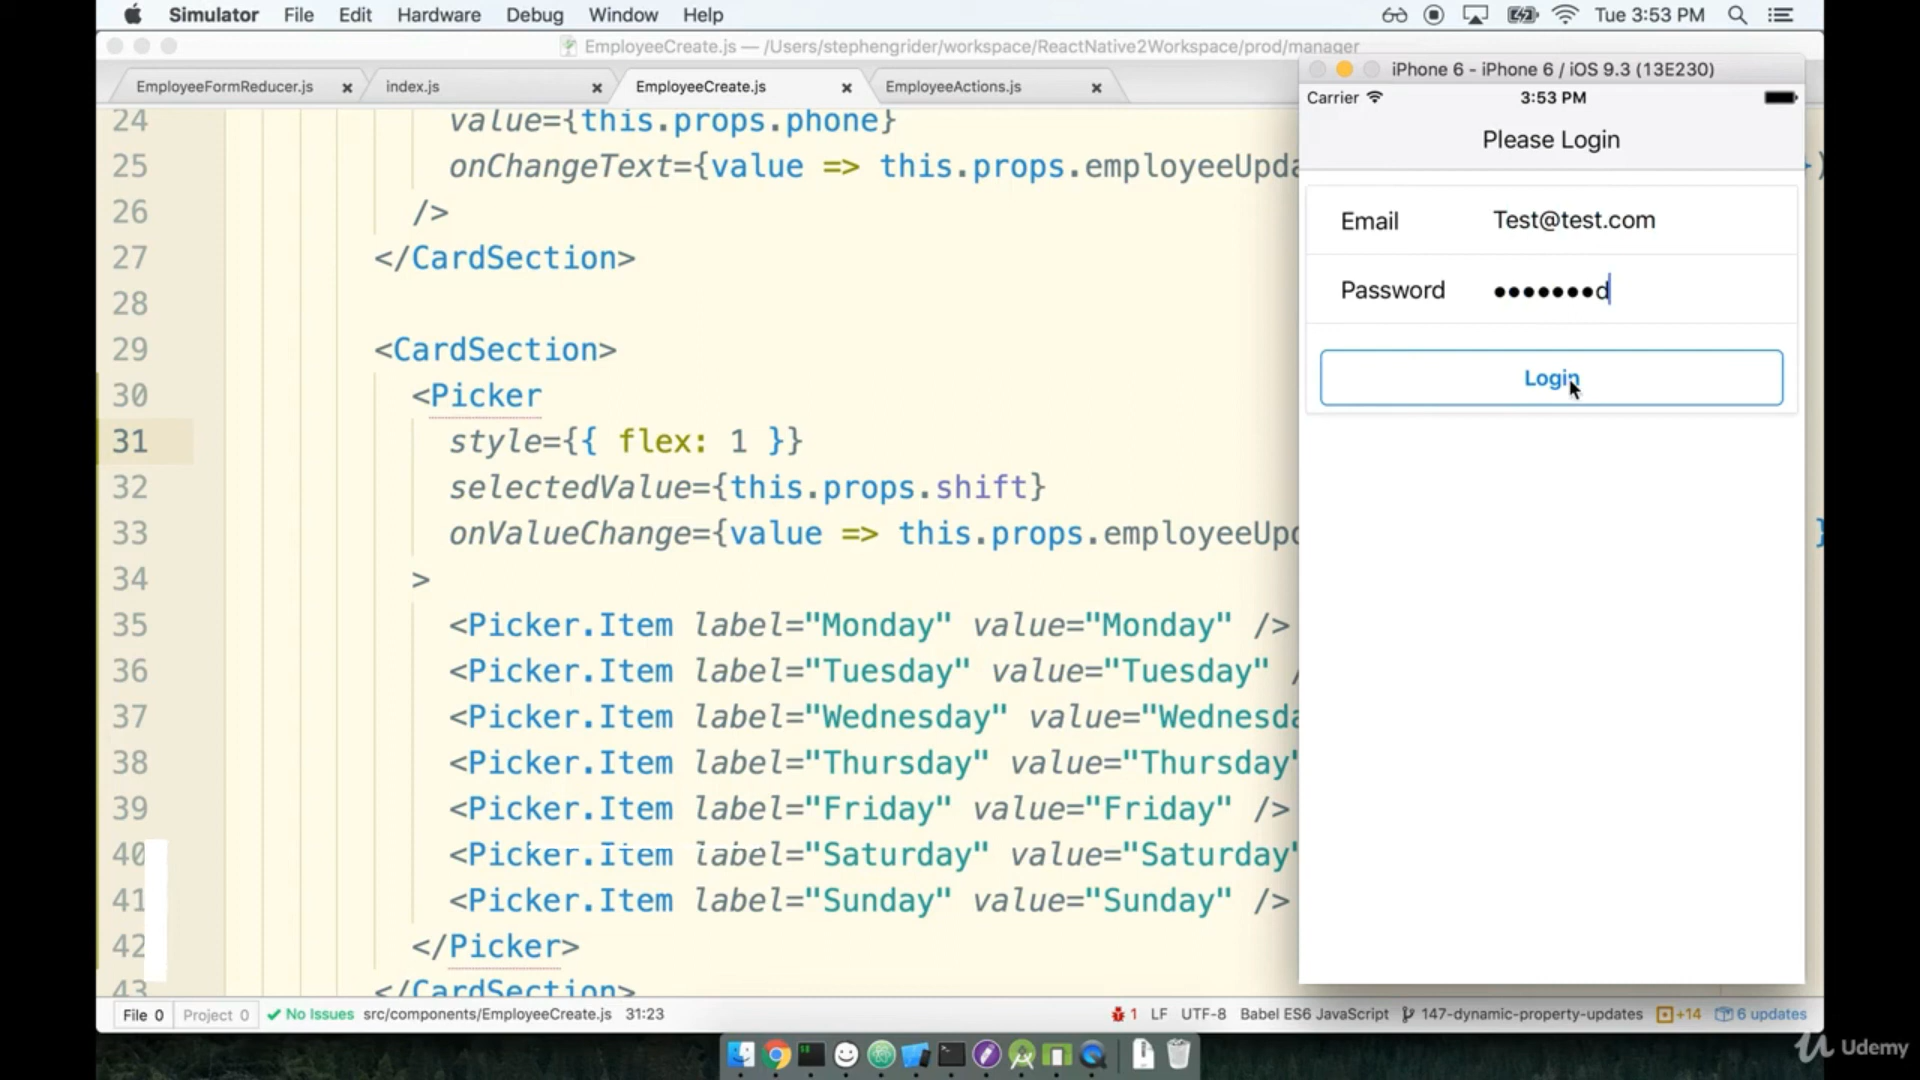 Simulator File Edit Hardware Debug Window Help Tue 3:53 PM
EmployeeCreate.js — /Users/stephengrider/workspace/ReactNative2Workspace/prod/manager
EmployeeFormReducer.js index.js EmployeeCreate.js EmployeeActions.js
24 value={this.props.phone}
25 onChangeText={value => this.props.employeeUpda
26 />
27 </CardSection>
28
29 <CardSection>
30 <Picker
31 style={{ flex: 1 }}
32 selectedValue={this.props.shift}
33 onValueChange={value => this.props.employeeUpd }
34 >
35 <Picker.Item label="Monday" value="Monday" />
36 <Picker.Item label="Tuesday" value="Tuesday" /
37 <Picker.Item label="Wednesday" value="Wednesda
38 <Picker.Item label="Thursday" value="Thursday"
39 <Picker.Item label="Friday" value="Friday" />
40 <Picker.Item label="Saturday" value="Saturday"
41 <Picker.Item label="Sunday" value="Sunday" />
42 </Picker>
43 </CardSection>
iPhone 6 - iPhone 6 / iOS 9.3 (13E230)
Carrier 3:53 PM
Please Login
Email Test@test.com
Password •••••••d
Login
File 0 Project 0 No Issues src/components/EmployeeCreate.js 31:23 1 LF UTF-8 Babel ES6 JavaScript 147-dynamic-property-updates +14 6 updates
Udemy